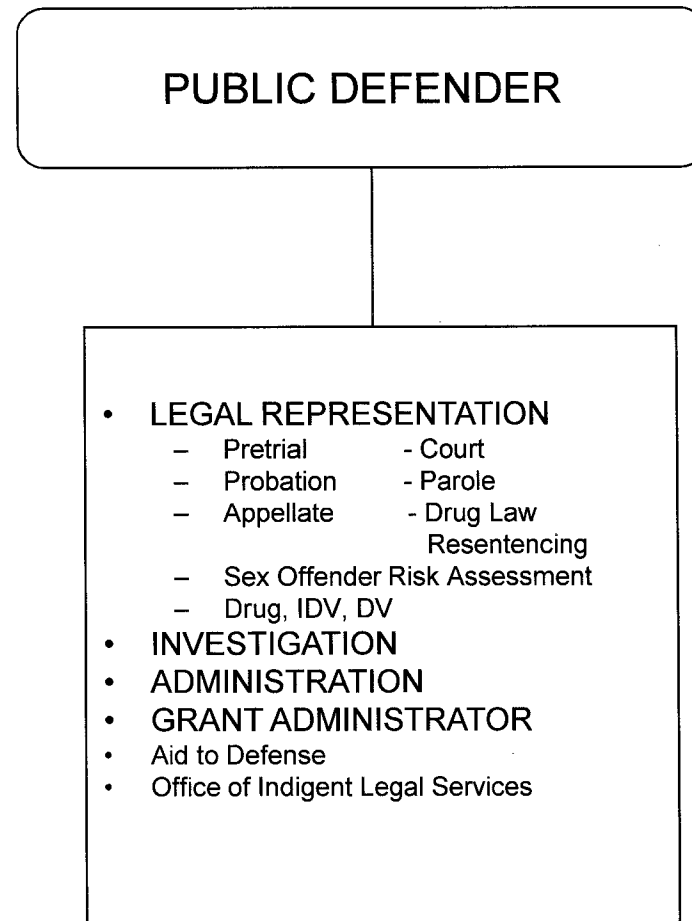 PUBLIC DEFENDER
• LEGAL REPRESENTATION
– Pretrial - Court
– Probation - Parole
– Appellate - Drug Law
Resentencing
– Sex Offender Risk Assessment
– Drug, IDV, DV
• INVESTIGATION
• ADMINISTRATION
• GRANT ADMINISTRATOR
• Aid to Defense
• Office of Indigent Legal Services